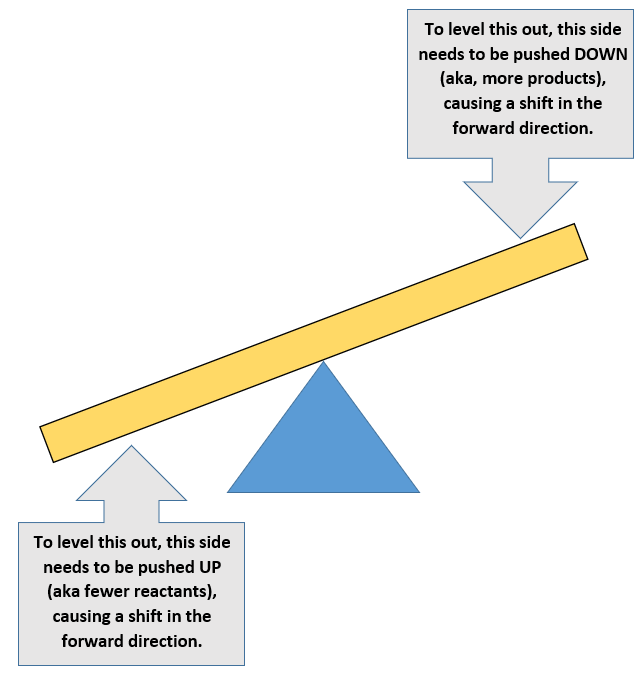 To level this out, this side
needs to be pushed DOWN
(aka, more products),
causing a shift in the
forward direction.
To level this out, this side
needs to be pushed UP
(aka fewer reactants),
causing a shift in the
forward direction.